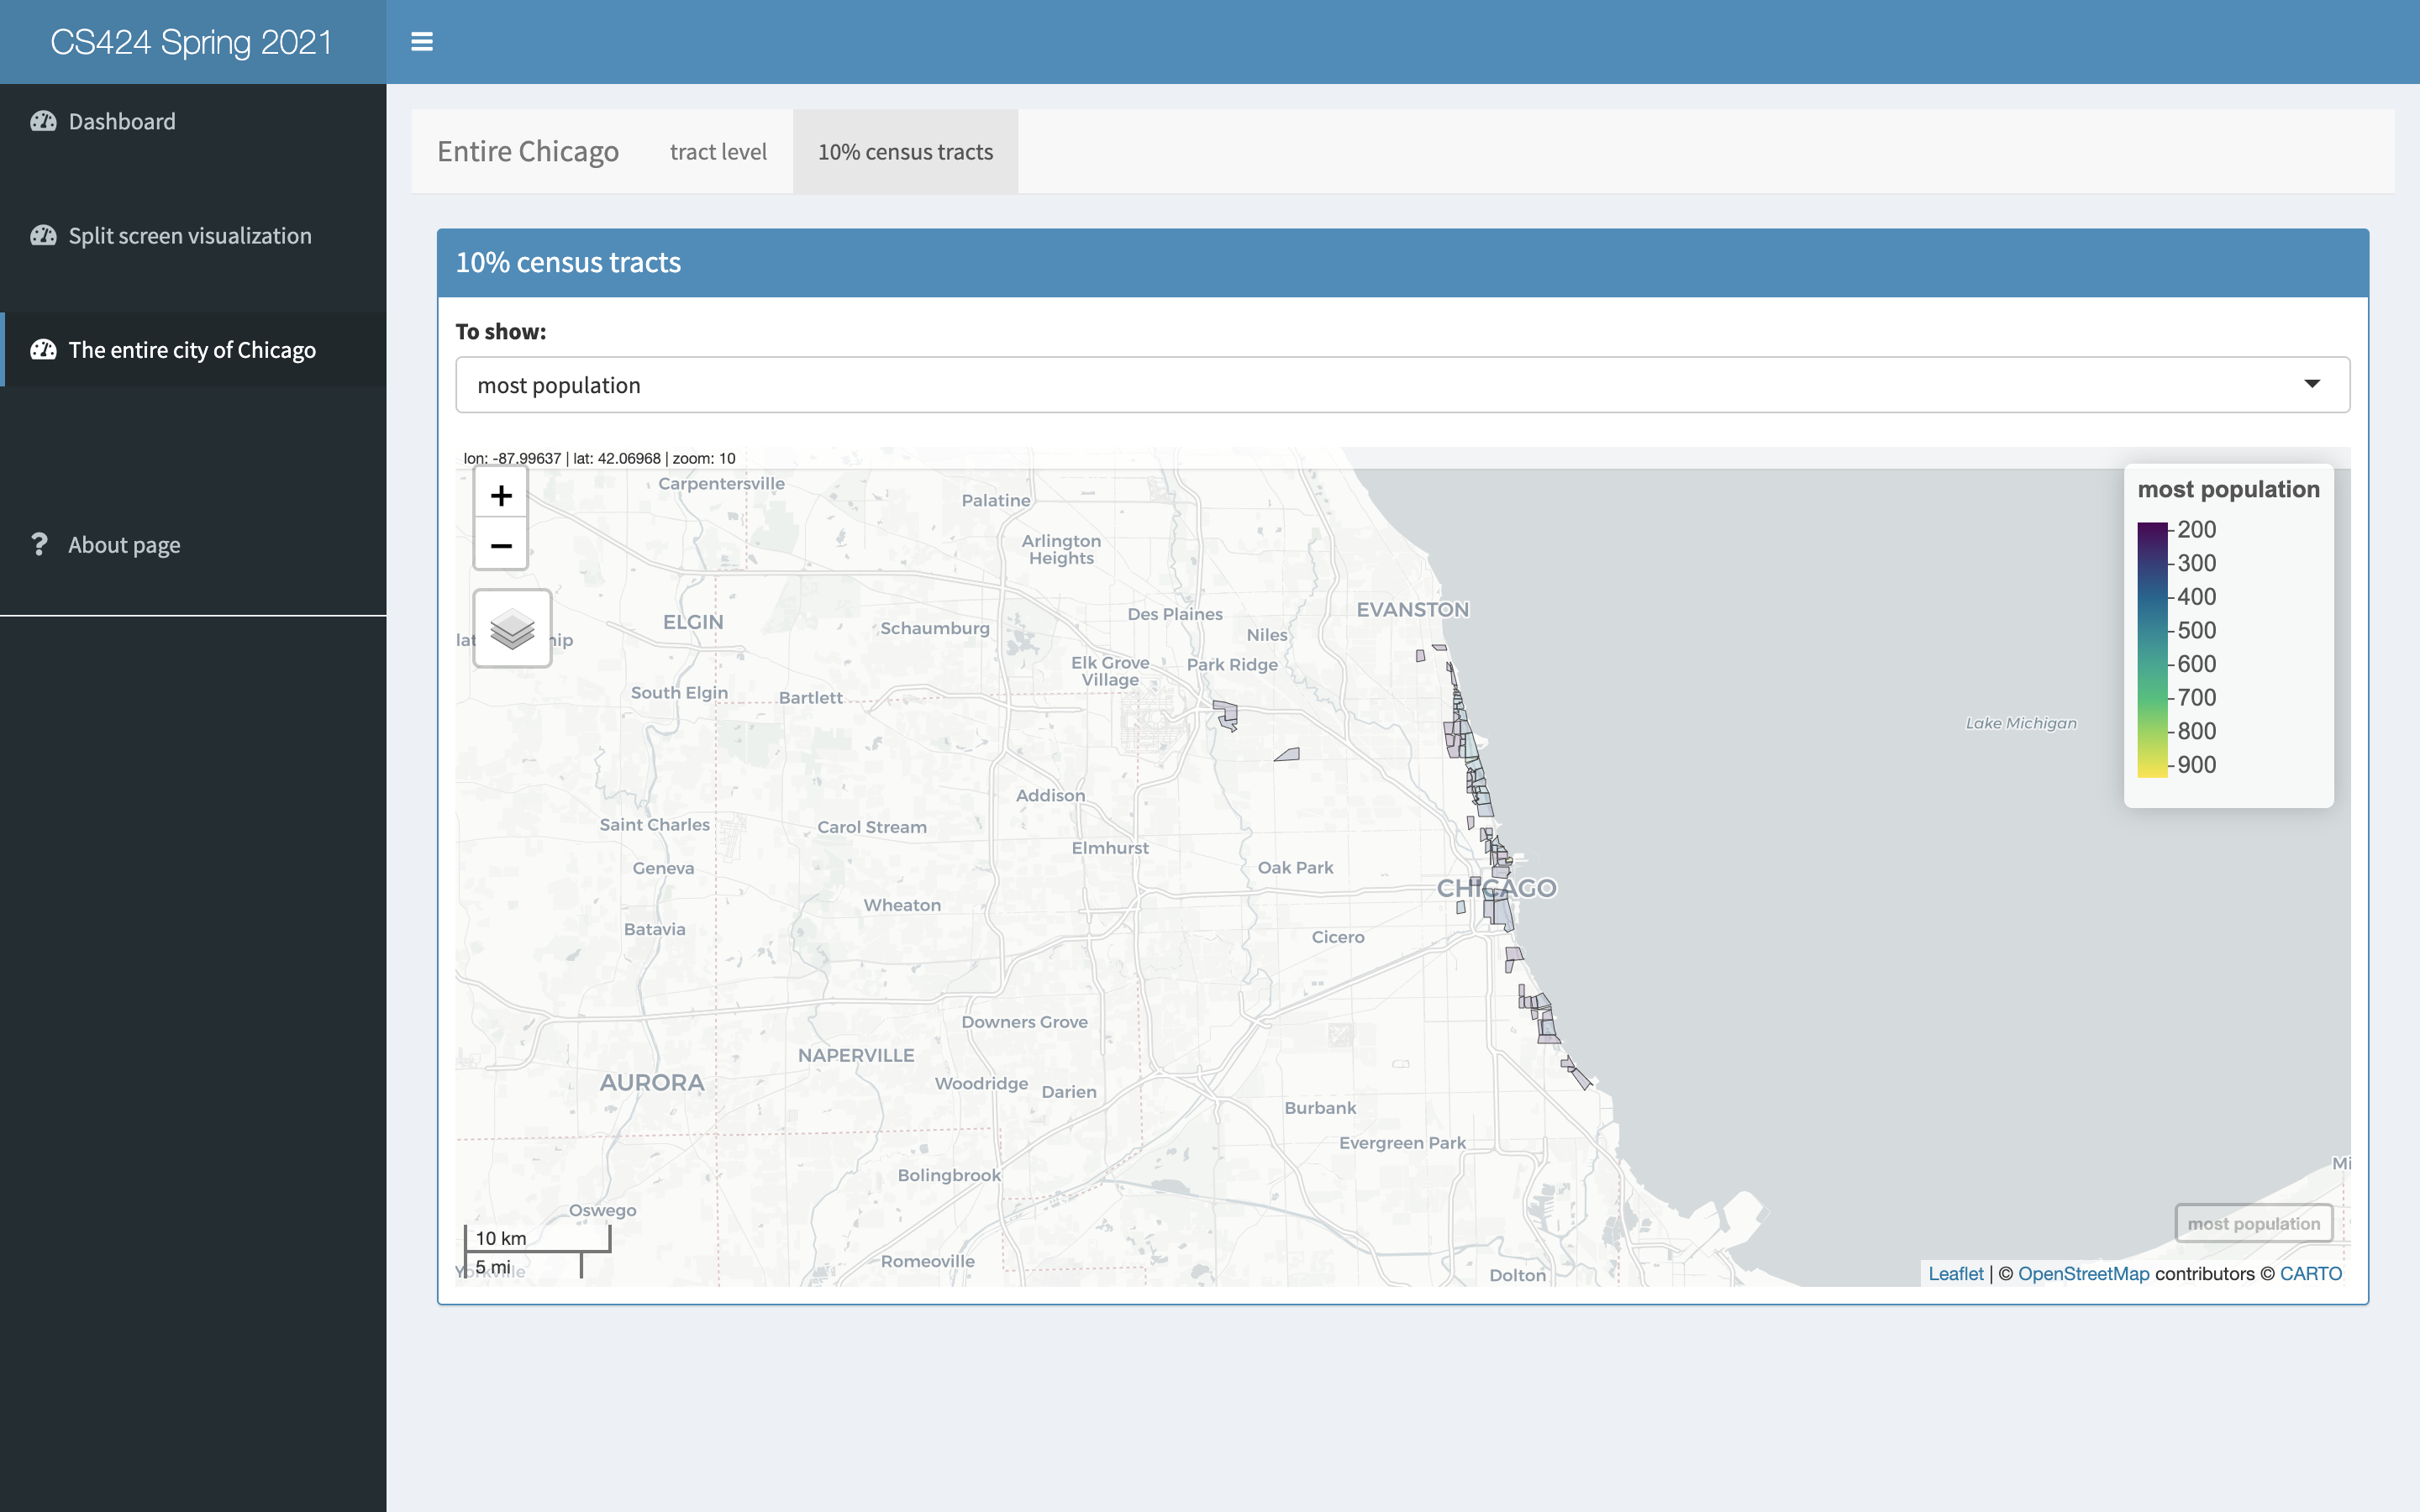 CS424 Spring 2021
Dashboard
Split screen visualization
The entire city of Chicago
About page
Entire Chicago
tract level
10% census tracts
10% census tracts
To show:
most population
lon: -87.99637 | lat: 42.06968 | zoom: 10
+
−
Carpentersville
Palatine
Arlington
Heights
ELGIN
Schaumburg
Des Plaines
EVANSTON
Niles
Elk Grove
Village
Park Ridge
South Elgin
Bartlett
Lake Michigan
Addison
Saint Charles
Carol Stream
Elmhurst
Geneva
Oak Park
CHICAGO
Wheaton
Batavia
Cicero
Downers Grove
NAPERVILLE
AURORA
Woodridge
Darien
Burbank
Evergreen Park
Bolingbrook
Oswego
Romeoville
Dolton
Yorkville
10 km
5 mi
most population
200
300
400
500
600
700
800
900
Mi
most population
Leaflet | © OpenStreetMap contributors © CARTO